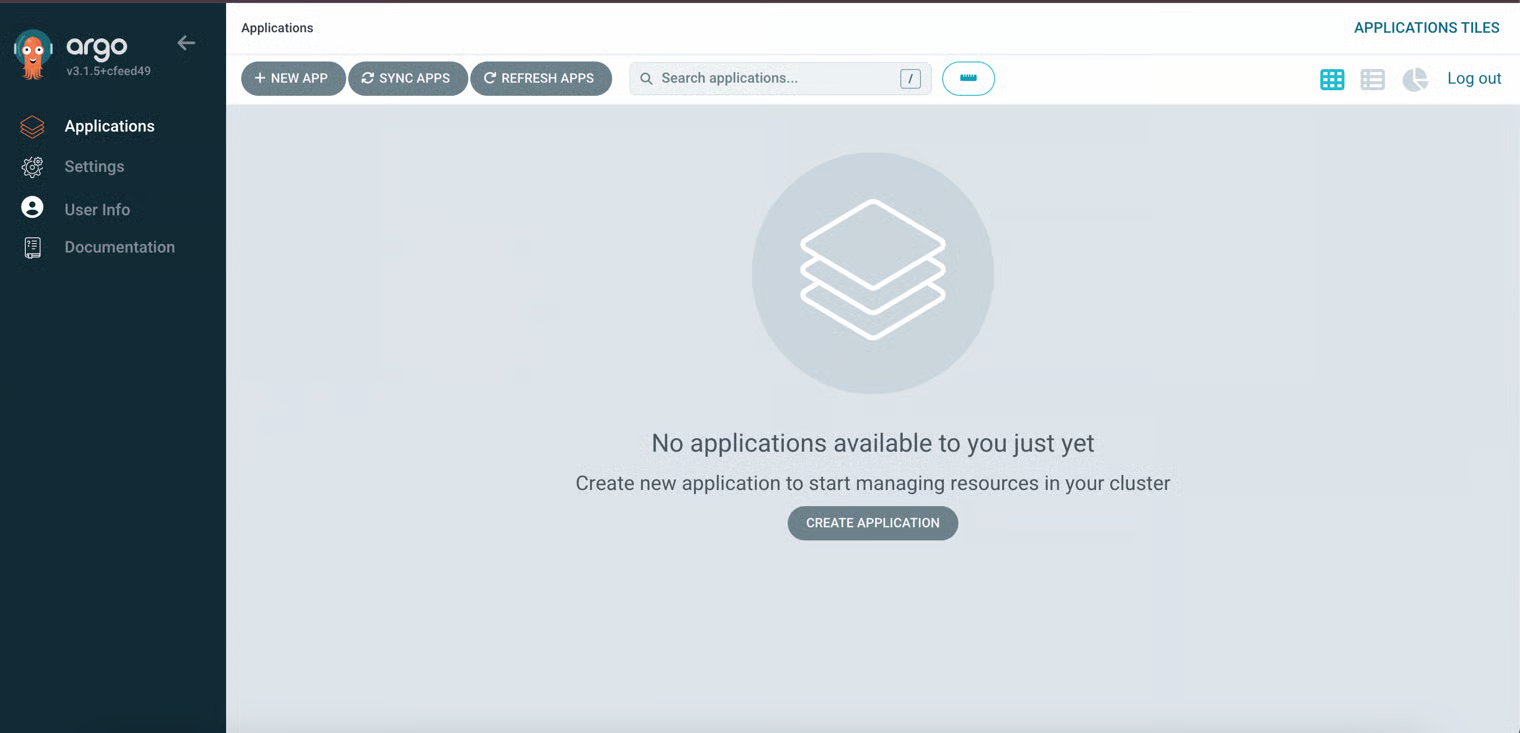 argo
v3.1.5+cfeed49
Applications
Settings
User Info
Documentation
Applications
APPLICATIONS TILES
+ NEW APP
SYNC APPS
REFRESH APPS
Search applications...
/
Log out
No applications available to you just yet
Create new application to start managing resources in your cluster
CREATE APPLICATION